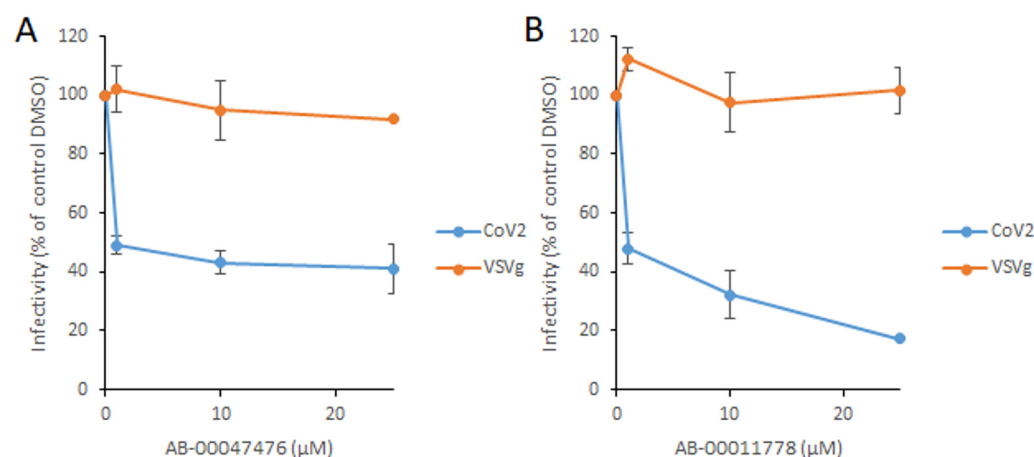 A
Infectivity (% of control DMSO)
120
100
80
60
40
20
0
0 10 20
AB-00047476 (µM)
CoV2
VSVg
B
Infectivity (% of control DMSO)
120
100
80
60
40
20
0
0 10 20
AB-00011778 (µM)
CoV2
VSVg